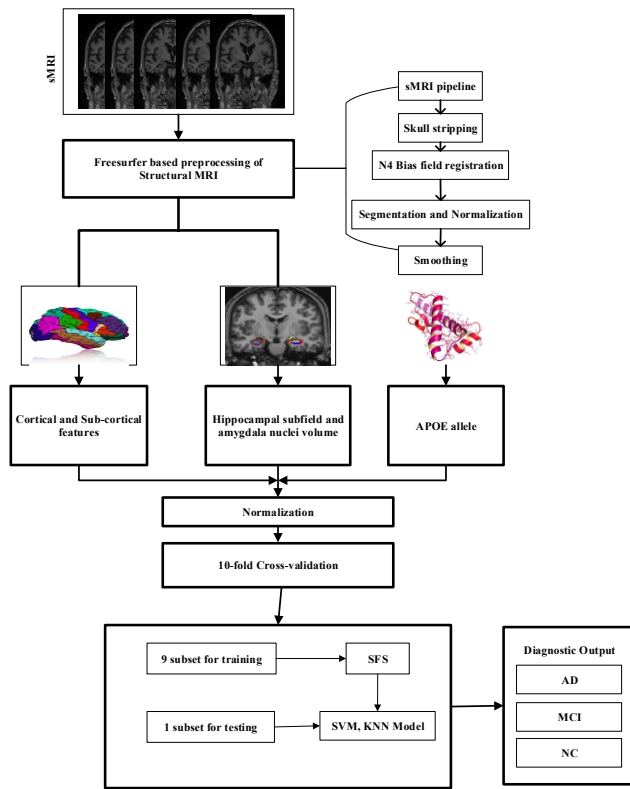 sMRI
sMRI pipeline
Skull stripping
Freesurfer based preprocessing of
Structural MRI
N4 Bias field registration
Segmentation and Normalization
Smoothing
Cortical and Sub-cortical
features
Hippocampal subfield and
amygdala nuclei volume
APOE allele
Normalization
10-fold Cross-validation
9 subset for training
SFS
1 subset for testing
SVM, KNN Model
Diagnostic Output
AD
MCI
NC